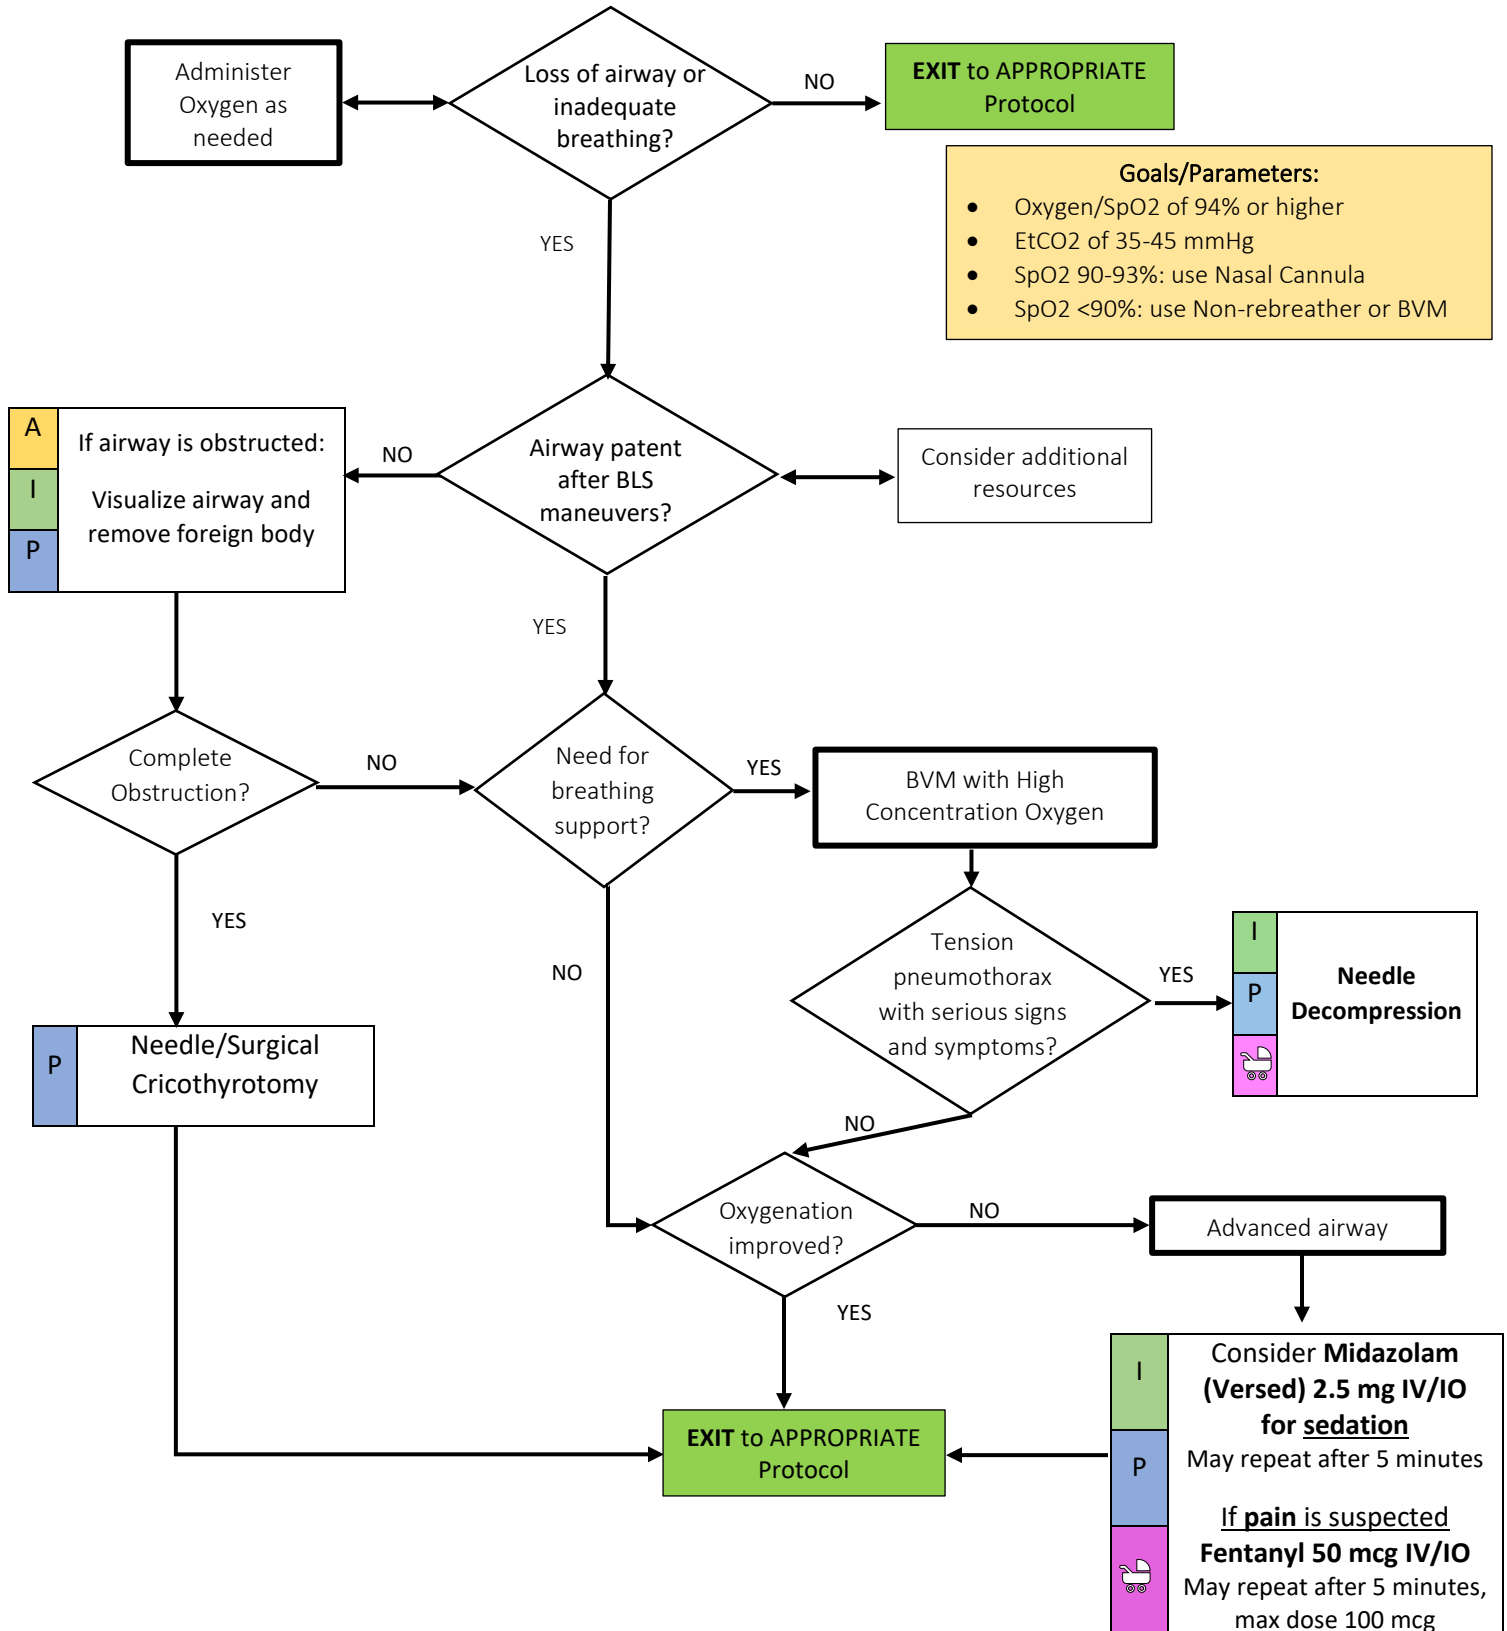 Administer
Oxygen as
needed
Loss of airway or
inadequate
breathing?
NO
EXIT to APPROPRIATE
Protocol
Goals/Parameters:
• Oxygen/SpO2 of 94% or higher
• EtCO2 of 35-45 mmHg
• SpO2 90-93%: use Nasal Cannula
• SpO2 <90%: use Non-rebreather or BVM
YES
A
I
P
If airway is obstructed:
Visualize airway and
remove foreign body
NO
Airway patent
after BLS
maneuvers?
Consider additional
resources
YES
Complete
Obstruction?
NO
Need for
breathing
support?
YES
BVM with High
Concentration Oxygen
YES
NO
Tension
pneumothorax
with serious signs
and symptoms?
YES
I
P
Needle
Decompression
P
Needle/Surgical
Cricothyrotomy
NO
Oxygenation
improved?
NO
Advanced airway
YES
EXIT to APPROPRIATE
Protocol
I
P
Consider Midazolam
(Versed) 2.5 mg IV/IO
for sedation
May repeat after 5 minutes
If pain is suspected
Fentanyl 50 mcg IV/IO
May repeat after 5 minutes,
max dose 100 mcg